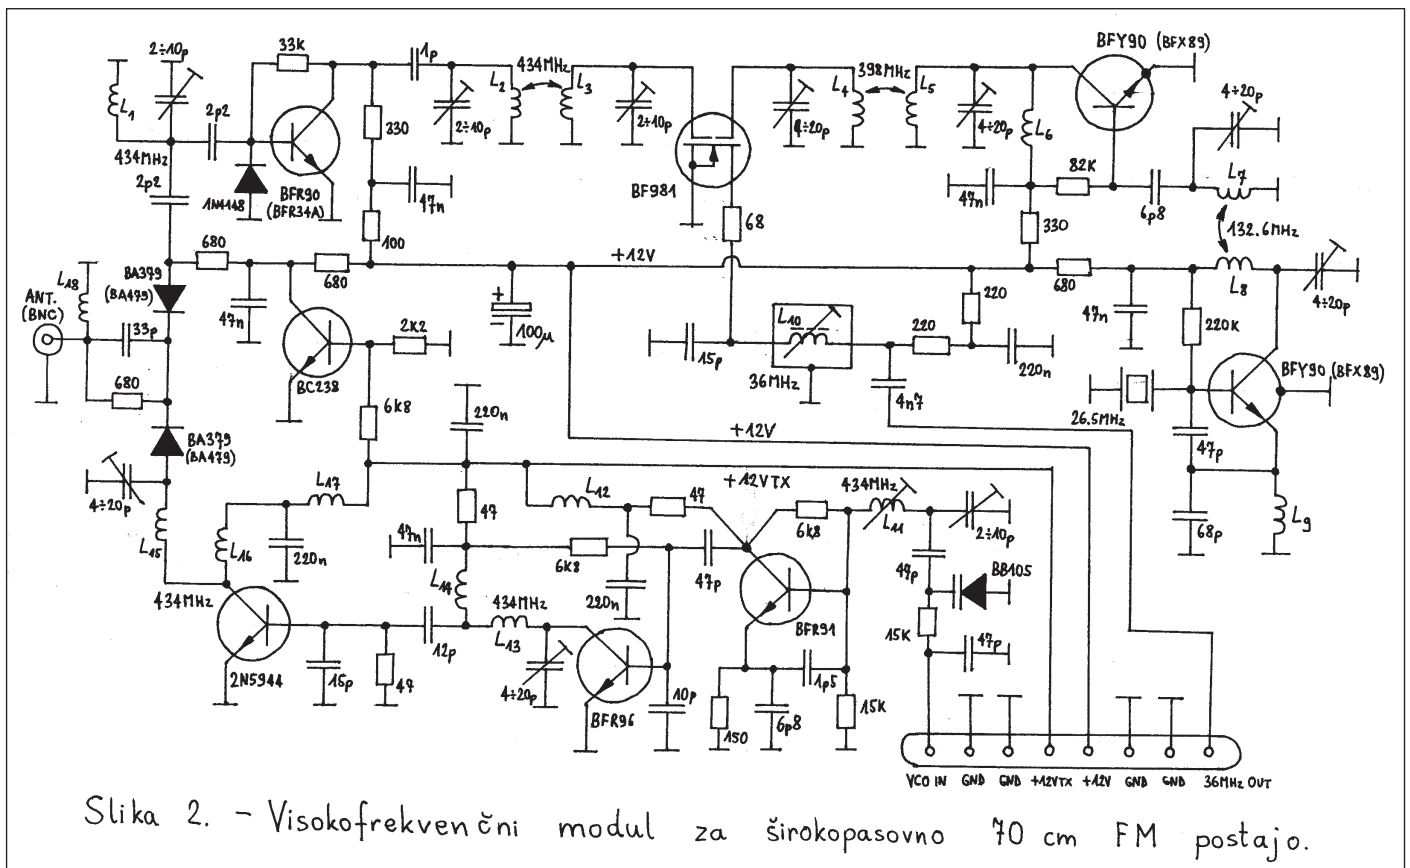 2÷10p
33K
1p
434MHz
398MHz
BFY90 (BFX89)
L1
2p2
330
2÷10p
L2
L3
2÷10p
4÷20p
L4
L5
4÷20p
L6
4÷20p
434MHz
2p2
1N4148
BFR90
(BFR34A)
47n
BF981
47n
82K
6p8
L7
680
100
68
330
132.6MHz
L18
BA379
(BA479)
680
+12V
680
L8
4÷20p
ANT.
(BNC)
33p
47n
2K2
100µ
+
−
L10
220
220
47n
220K
BFY90 (BFX89)
680
BC238
15p
36MHz
4n7
220n
26.5MHz
BA379
(BA479)
6K8
220n
+12V
47p
4÷20p
L17
47
L12
47
+12VTX
434MHz
6K8
L11
2÷10p
68p
L9
L15
L16
220n
47n
6K8
47p
47p
BB105
434MHz
L14
434MHz
220n
BFR91
15K
47p
2N5944
15p
47
12p
L13
4÷20p
BFR96
10p
150
6p8
1p5
15K
VCO IN
GND
GND
+12VTX
+12V
GND
GND
36MHz OUT
Slika 2. - Visokofrekvenčni modul za širokopasovno 70 cm FM postajo.